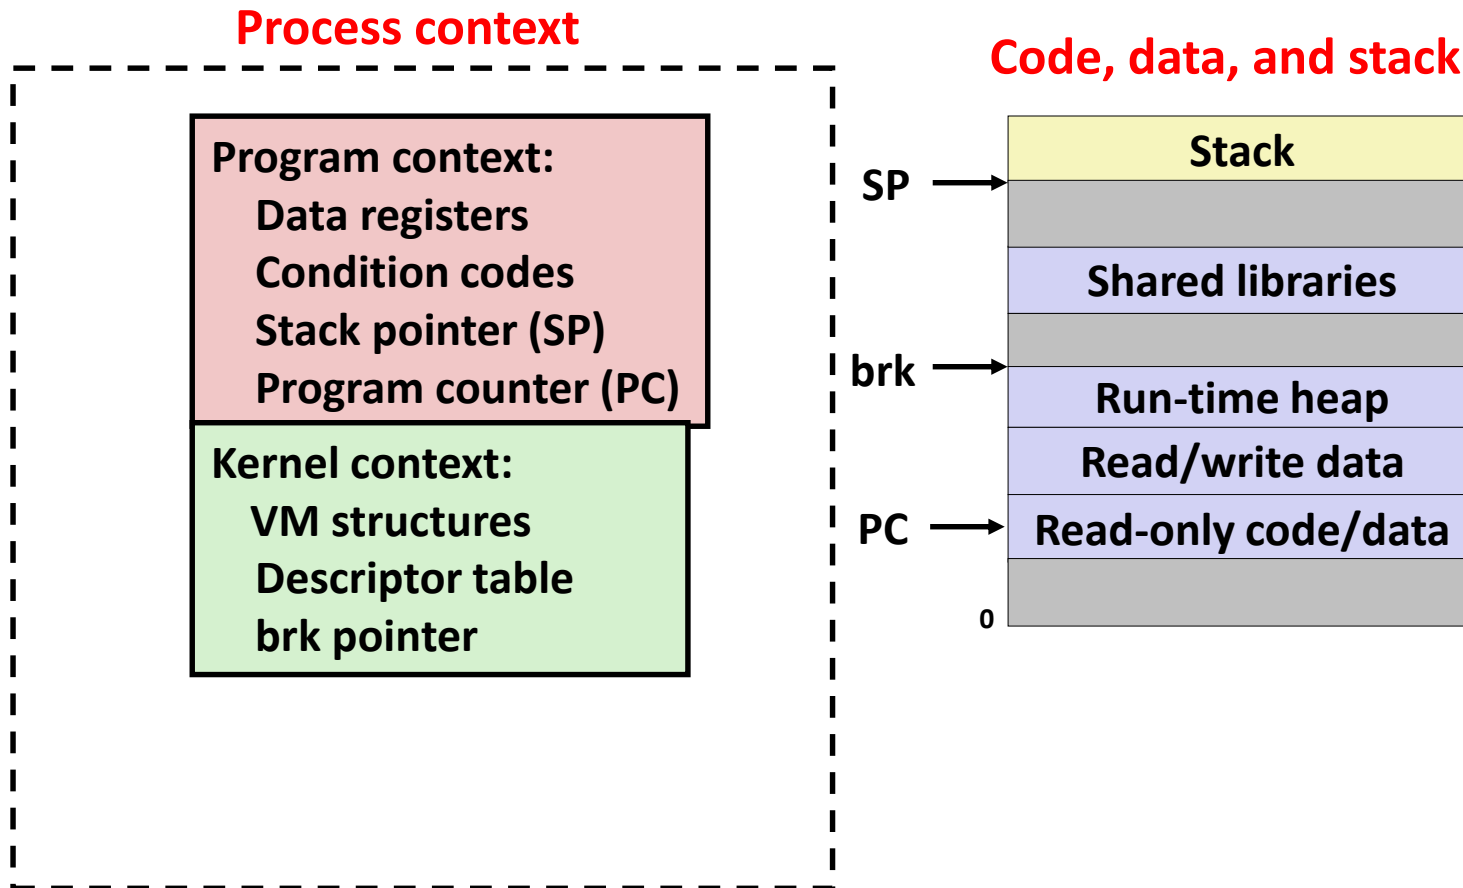 Process context
Program context:
Data registers
Condition codes
Stack pointer (SP)
Program counter (PC)
Kernel context:
VM structures
Descriptor table
brk pointer
Code, data, and stack
Stack
SP
Shared libraries
brk
Run-time heap
Read/write data
PC
Read-only code/data
0